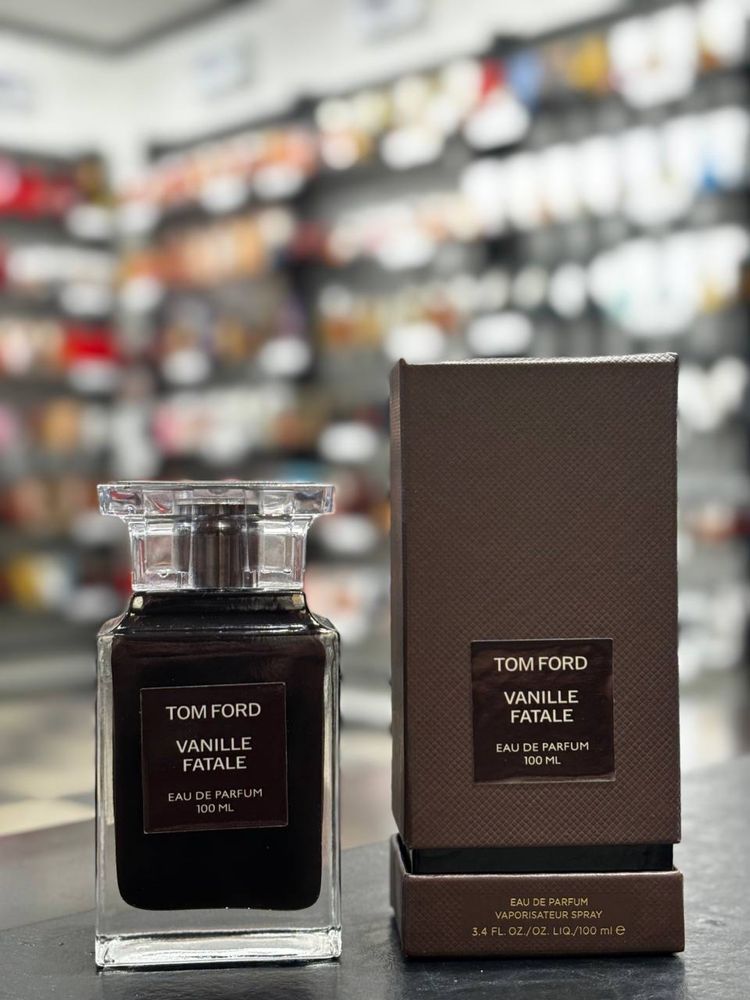 TOM FORD
VANILLE
FATALE
EAU DE PARFUM
100 ML
TOM FORD
VANILLE
FATALE
EAU DE PARFUM
100 ML
EAU DE PARFUM
VAPORISATEUR SPRAY
3.4 FL. OZ./OZ. LIQ./100 ml ℮